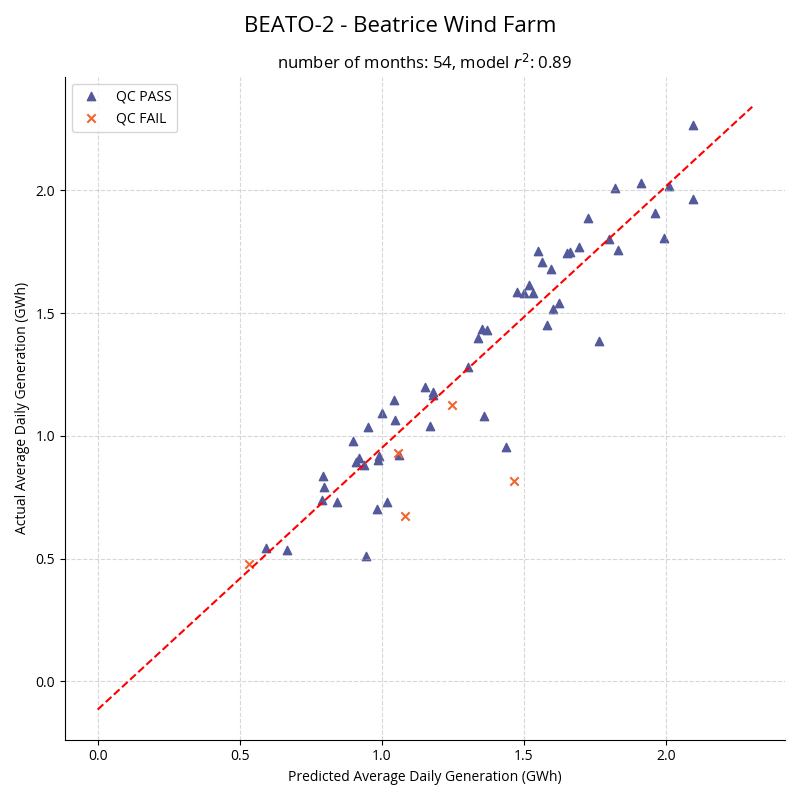 BEATO-2 - Beatrice Wind Farm
number of months: 54, model r²: 0.89
QC PASS
QC FAIL
Actual Average Daily Generation (GWh)
2.0
1.5
1.0
0.5
0.0
0.0 0.5 1.0 1.5 2.0
Predicted Average Daily Generation (GWh)